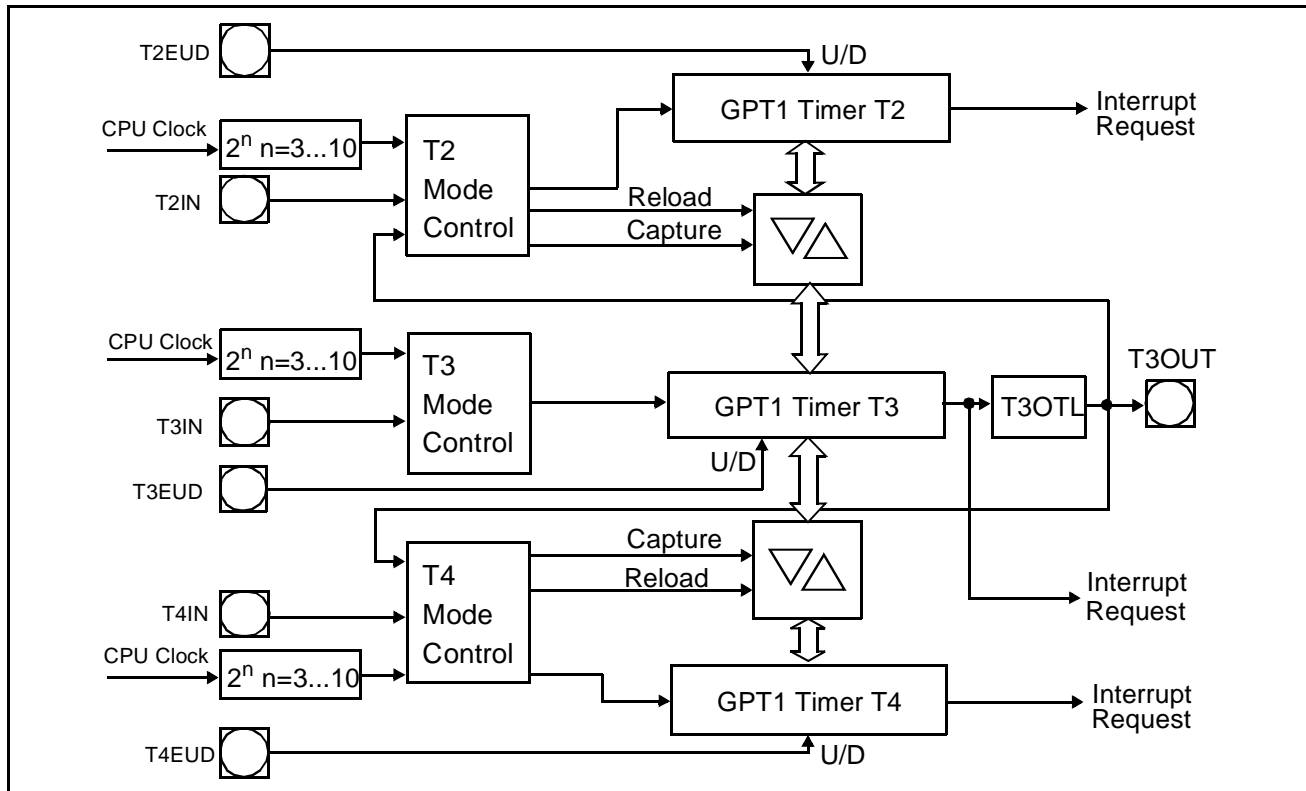 T2EUD
U/D
GPT1 Timer T2
Interrupt
Request
CPU Clock
2ⁿ n=3...10
T2
Mode
Control
T2IN
Reload
Capture
CPU Clock
2ⁿ n=3...10
T3
Mode
Control
T3IN
GPT1 Timer T3
T3OTL
T3OUT
U/D
T3EUD
Capture
Reload
T4
Mode
Control
T4IN
CPU Clock
2ⁿ n=3...10
Interrupt
Request
GPT1 Timer T4
Interrupt
Request
T4EUD
U/D